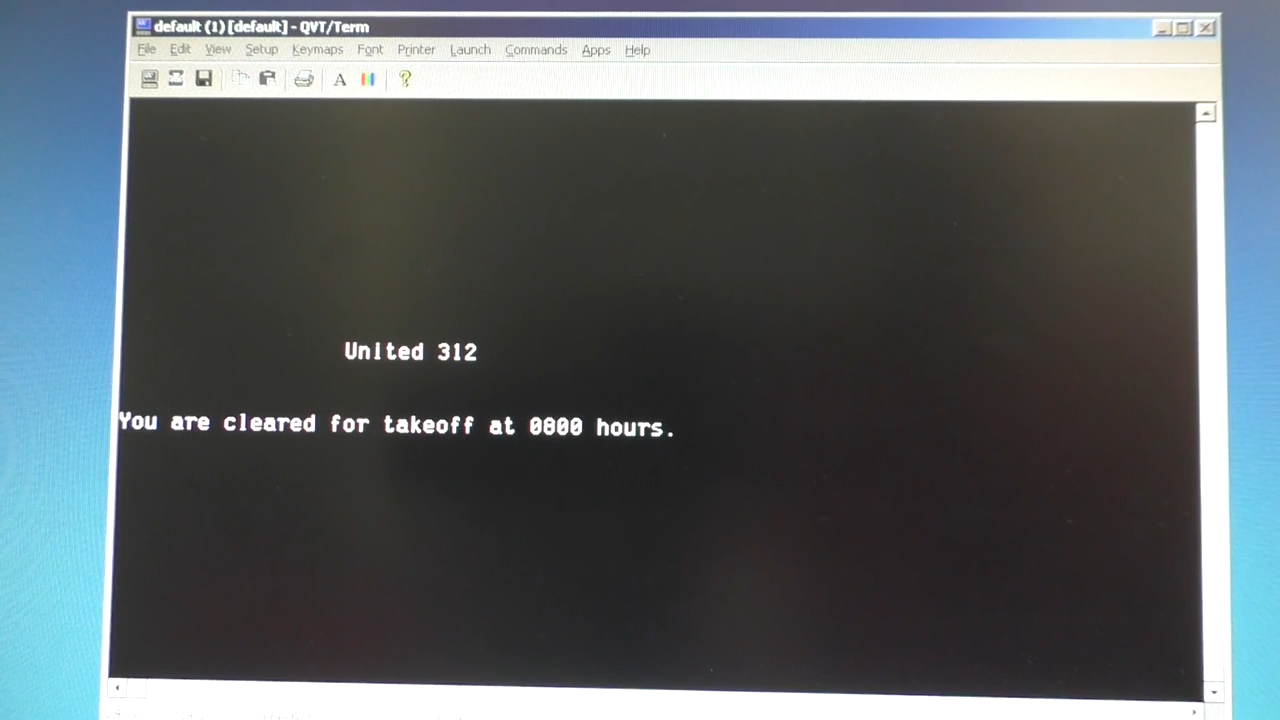 default (1) [default] - QVT/Term
File Edit View Setup Keymaps Font Printer Launch Commands Apps Help
A ?
United 312
You are cleared for takeoff at 0800 hours.